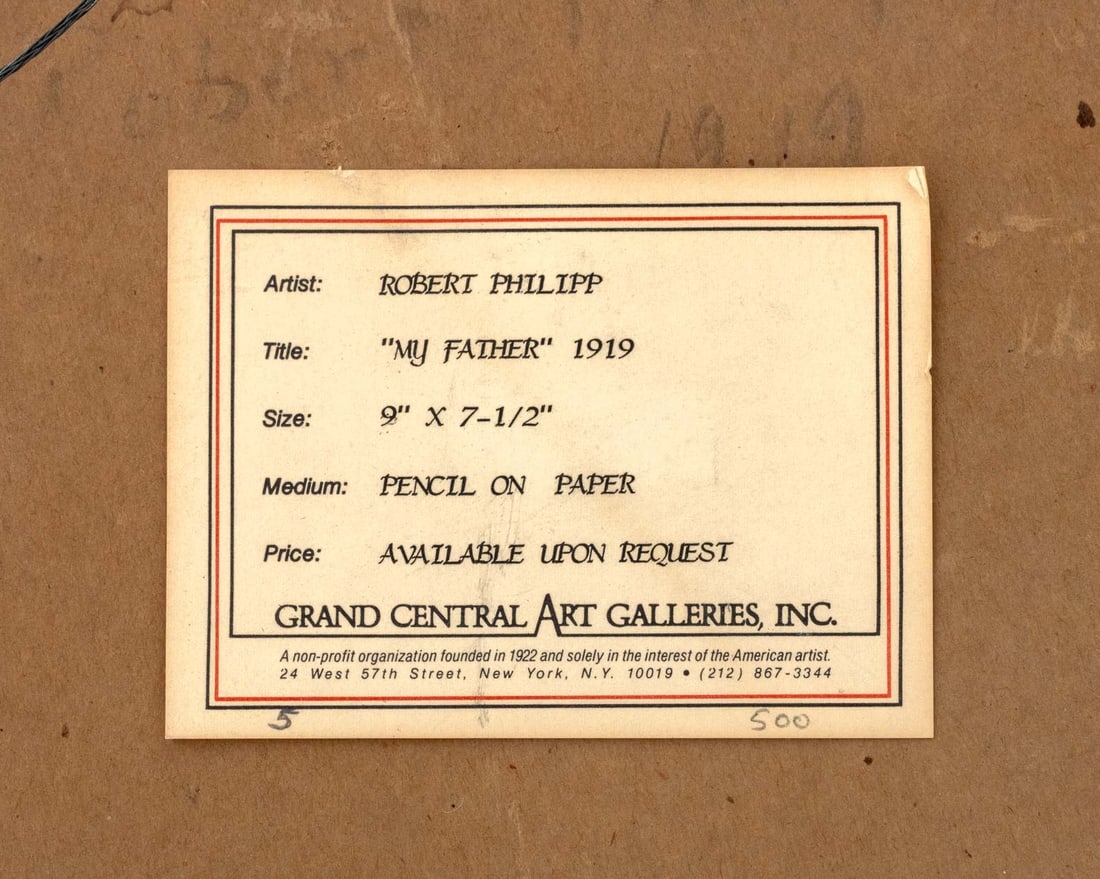 1919
Artist: ROBERT PHILIPP
Title: "MY FATHER" 1919
Size: 9" X 7-1/2"
Medium: PENCIL ON PAPER
Price: AVAILABLE UPON REQUEST
GRAND CENTRAL ART GALLERIES, INC.
A non-profit organization founded in 1922 and solely in the interest of the American artist.
24 West 57th Street, New York, N.Y. 10019 • (212) 867-3344
5 500